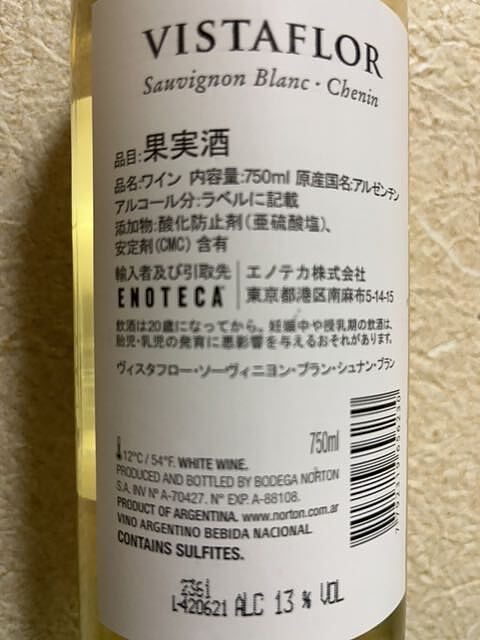 VISTAFLOR
Sauvignon Blanc · Chenin
品目:果実酒
品名:ワイン 内容量:750ml 原産国名:アルゼンチン
アルコール分:ラベルに記載
添加物:酸化防止剤(亜硫酸塩)、
安定剤(CMC) 含有
輸入者及び引取先 エノテカ株式会社
ENOTECA® 東京都港区南麻布5-14-15
飲酒は20歳になってから。妊娠中や授乳期の飲酒は、
胎児・乳児の発育に悪影響を与えるおそれがあります。
ヴィスタフロー・ソーヴィニヨン・ブラン・シュナン・ブラン
750ml
12°C / 54°F. WHITE WINE.
PRODUCED AND BOTTLED BY BODEGA NORTON
S.A. INV Nº A-70427. N° EXP. A-88108.
PRODUCT OF ARGENTINA. www.norton.com.ar
VINO ARGENTINO BEBIDA NACIONAL
CONTAINS SULFITES.
7 792319 656230
2361
L-420621 ALC 13 % VOL